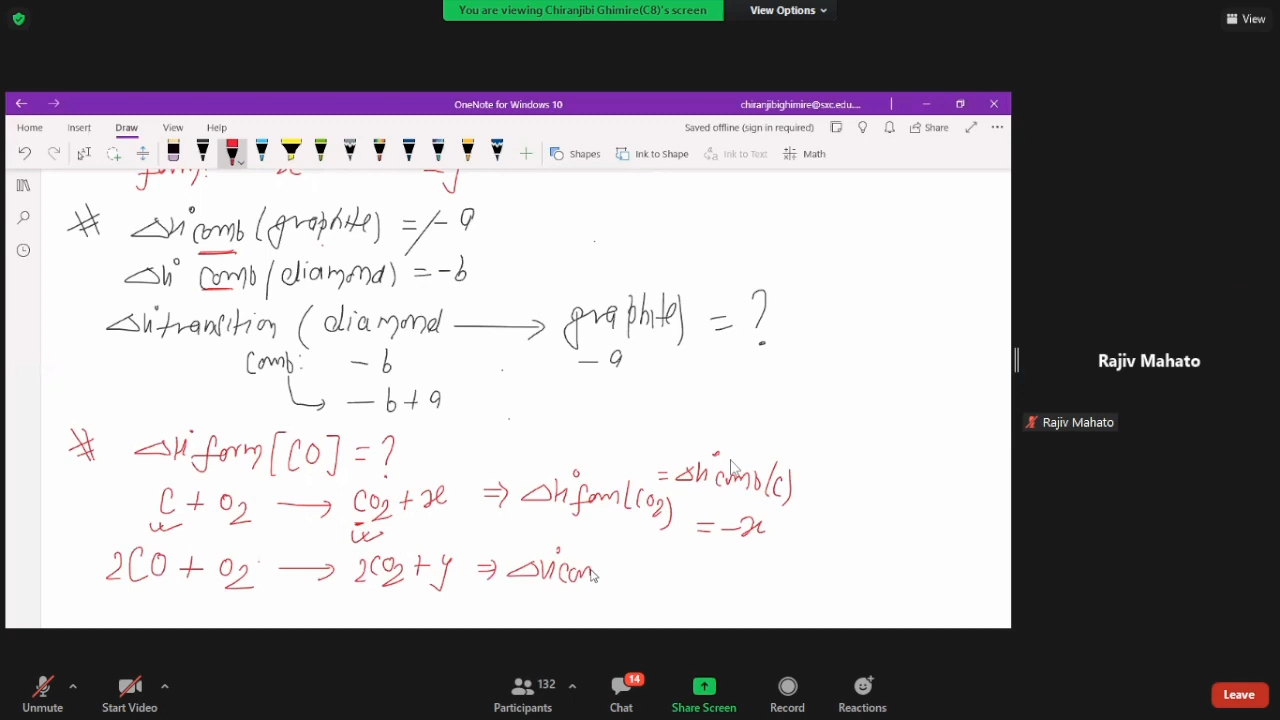 You are viewing Chiranjibi Ghimire(C8)'s screen
View Options
View
OneNote for Windows 10
chiranjibighimire@sxc.edu....
Home Insert Draw View Help
Saved offline (sign in required)
Share
Shapes
Ink to Shape
Ink to Text
Math
form: x -y
# ΔH° comb (graphite) = - a
ΔH° comb (diamond) = -b
ΔH transition (diamond ⟶ graphite) = ?
comb: - b - a
↳ - b + a
# ΔH form [CO] = ?
C + O2 ⟶ CO2 + x ⇒ ΔH° form (CO2) = ΔH° comb (C)
= -x
2CO + O2 ⟶ 2CO2 + y ⇒ ΔH° com
Rajiv Mahato
Rajiv Mahato
Unmute
Start Video
132
Participants
14
Chat
Share Screen
Record
Reactions
Leave